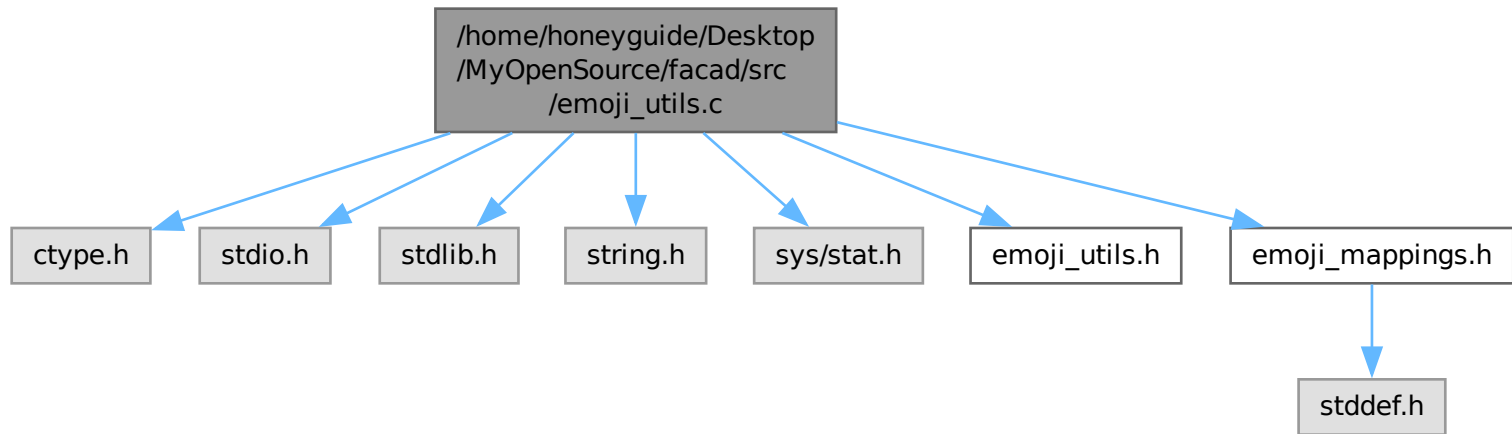 /home/honeyguide/Desktop
/MyOpenSource/facad/src
/emoji_utils.c
ctype.h
stdio.h
stdlib.h
string.h
sys/stat.h
emoji_utils.h
emoji_mappings.h
stddef.h